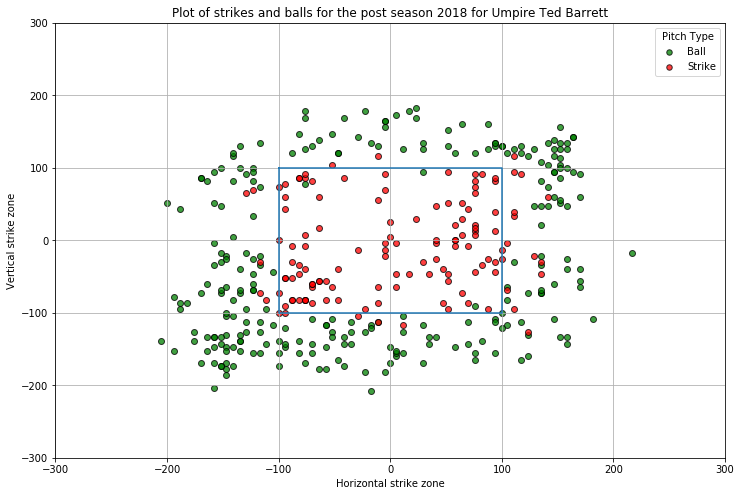 Plot of strikes and balls for the post season 2018 for Umpire Ted Barrett
Pitch Type
Ball
Strike
300
200
100
0
−100
−200
−300
Vertical strike zone
−300
−200
−100
0
100
200
300
Horizontal strike zone